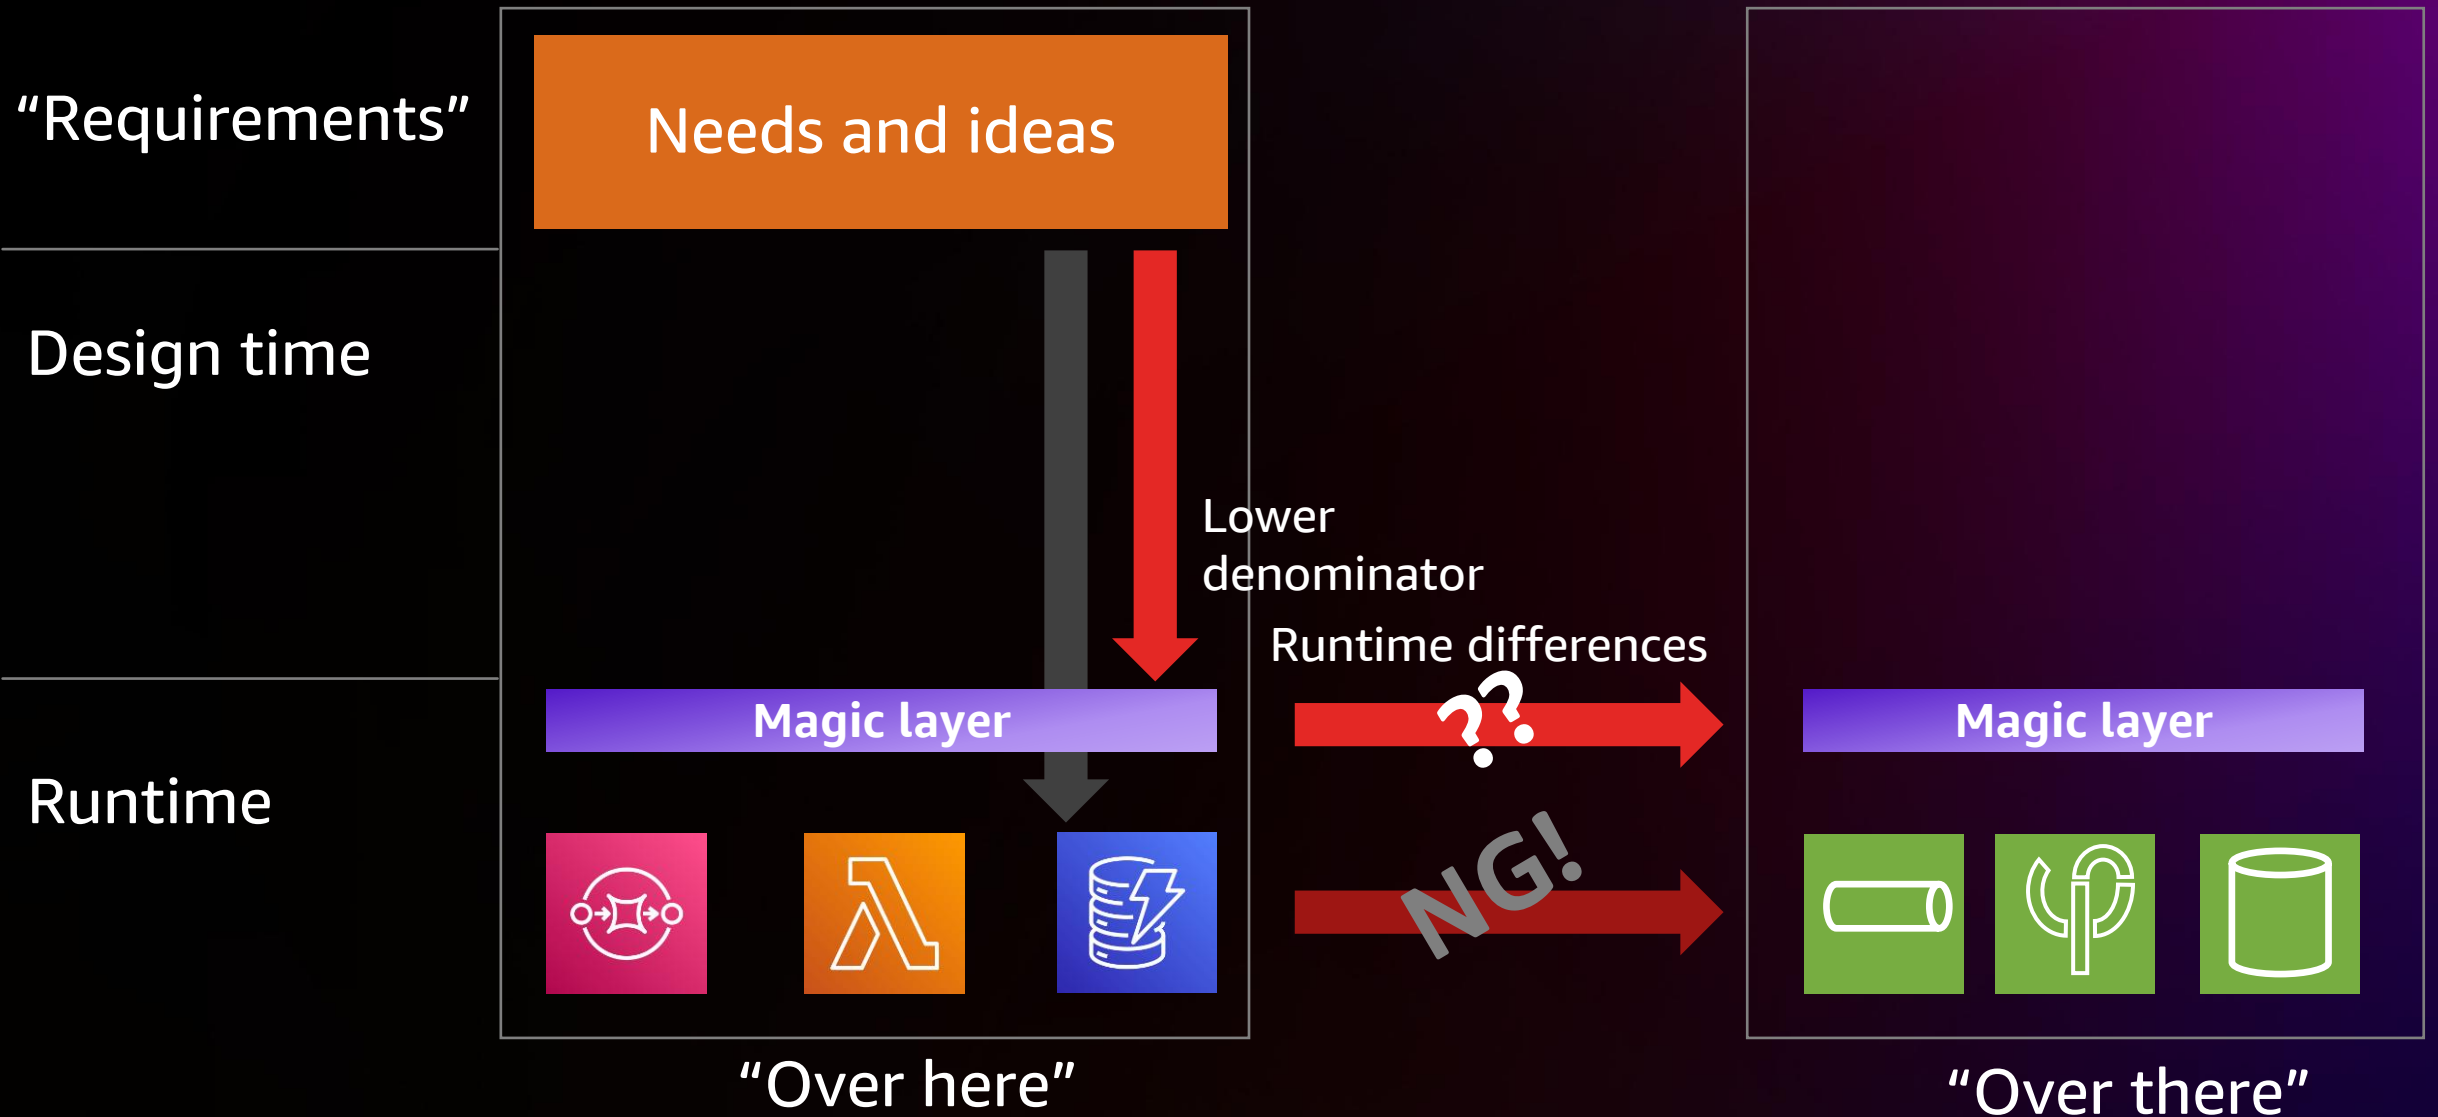 “Requirements”
Needs and ideas
Design time
Lower
denominator
Runtime differences
??
Magic layer
Magic layer
Runtime
NG!
“Over here”
“Over there”